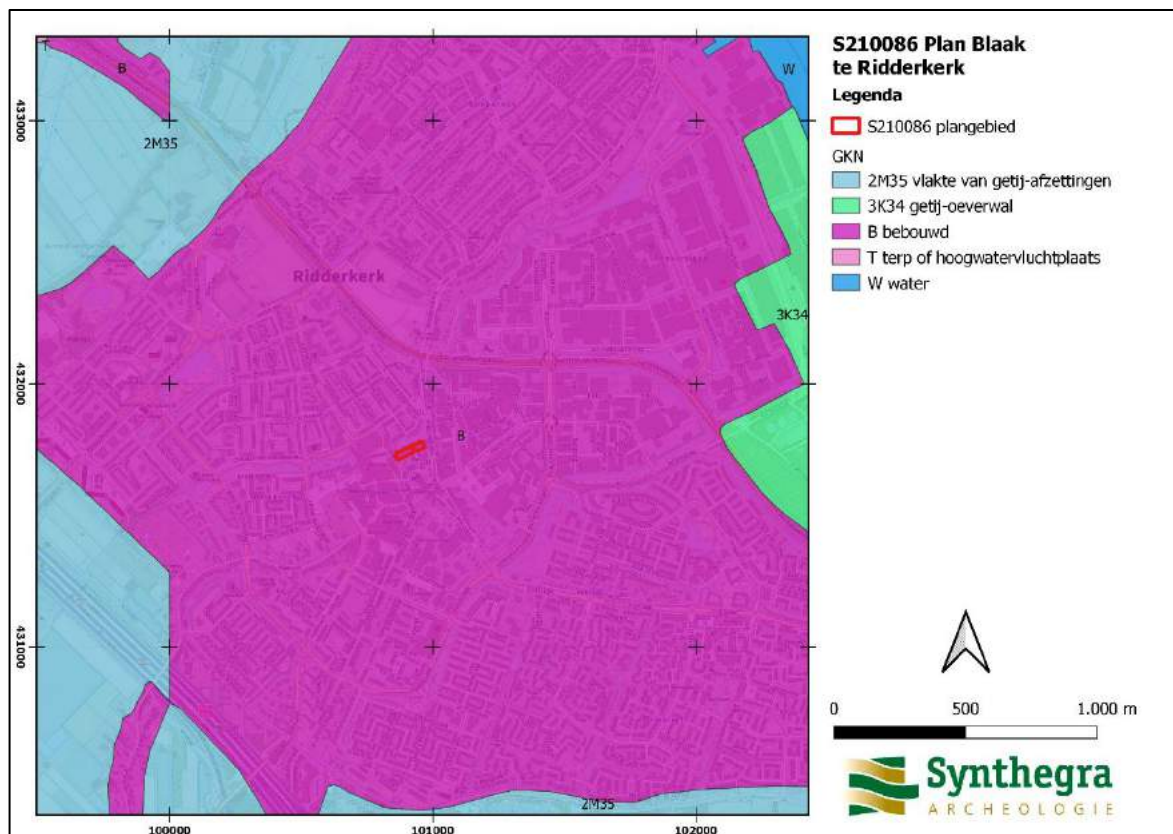 S210086 Plan Blaak
te Ridderkerk
Legenda
S210086 plangebied
GKN
2M35 vlakte van getij-afzettingen
3K34 getij-oeverwal
B bebouwd
T terp of hoogwatervluchtplaats
W water
T
B
W
433000
2M35
Ridderkerk
3K34
432000
B
431000
2M35
100000
101000
102000
0
500
1.000 m
Synthegra
ARCHEOLOGIE